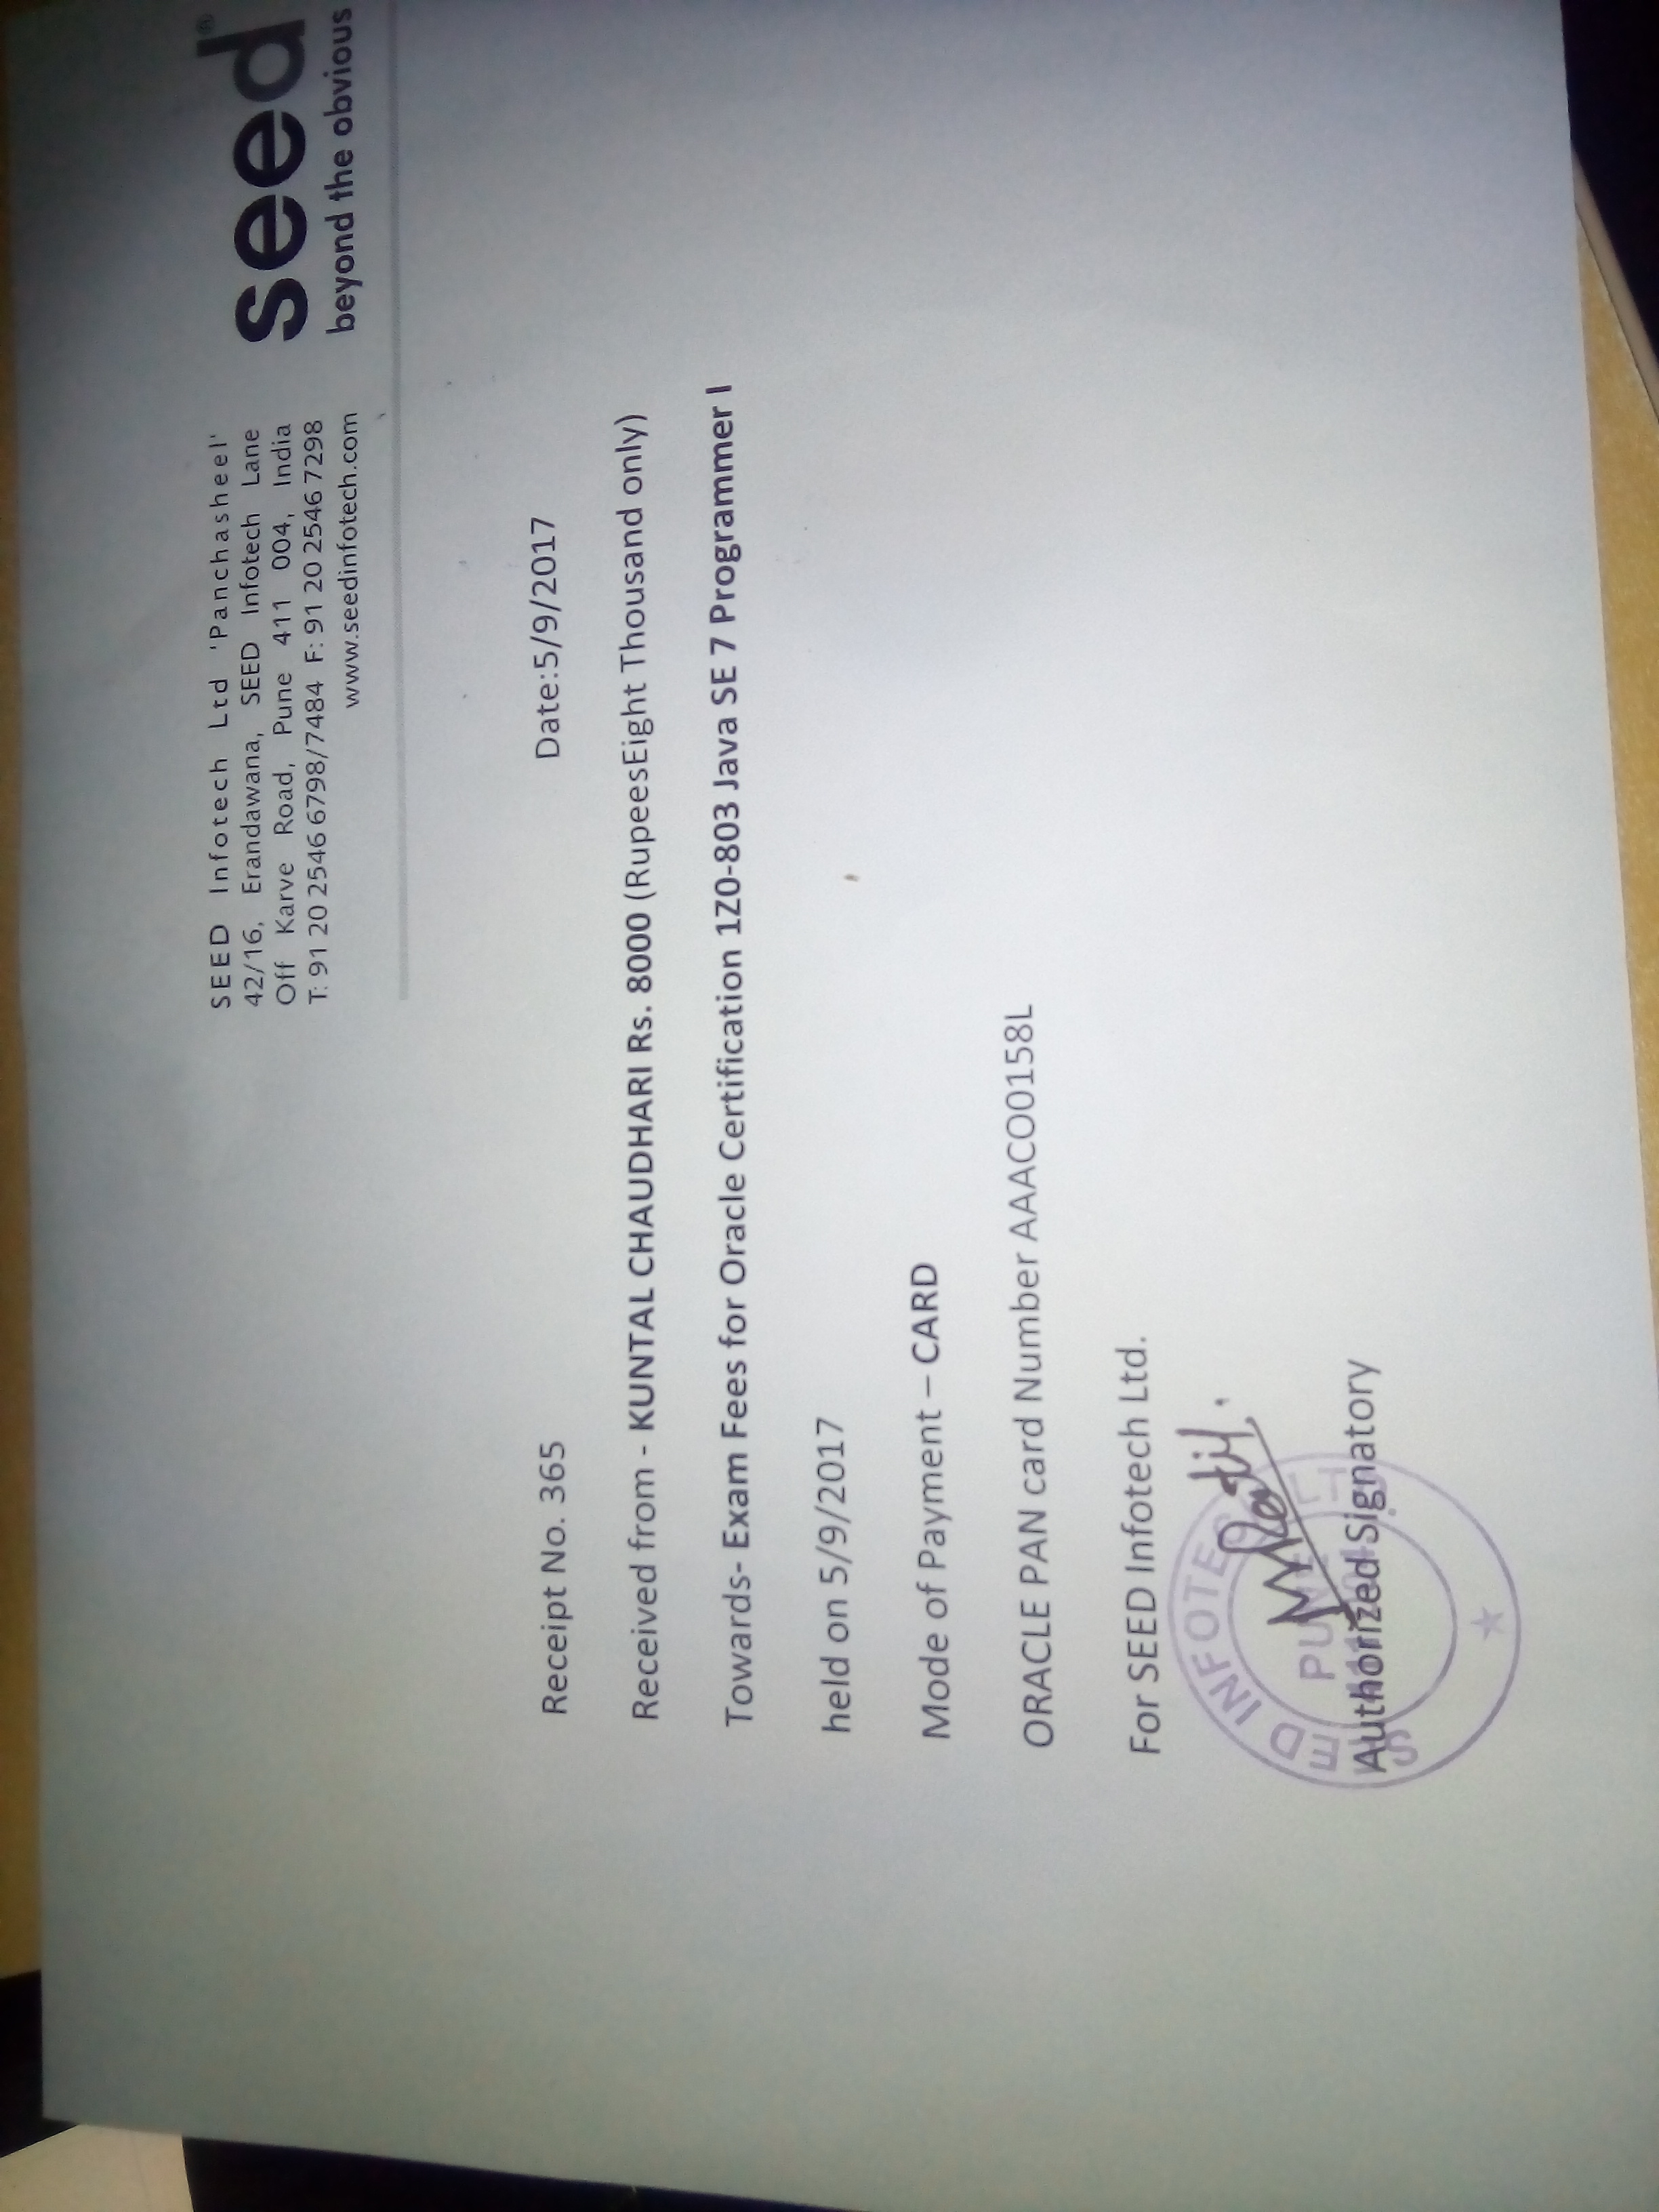 SEED Infotech Ltd 'Panchasheel'
42/16, Erandawana, SEED Infotech Lane
Off Karve Road, Pune 411 004, India
T: 91 20 2546 6798/7484 F: 91 20 2546 7298
www.seedinfotech.com
seed®
beyond the obvious
Receipt No. 365 Date:5/9/2017
Received from - KUNTAL CHAUDHARI Rs. 8000 (RupeesEight Thousand only)
Towards- Exam Fees for Oracle Certification 1Z0-803 Java SE 7 Programmer I
held on 5/9/2017
Mode of Payment – CARD
ORACLE PAN card Number AAACO0158L
For SEED Infotech Ltd.
SEED INFOTECH LTD
PUNE
Authorized Signatory